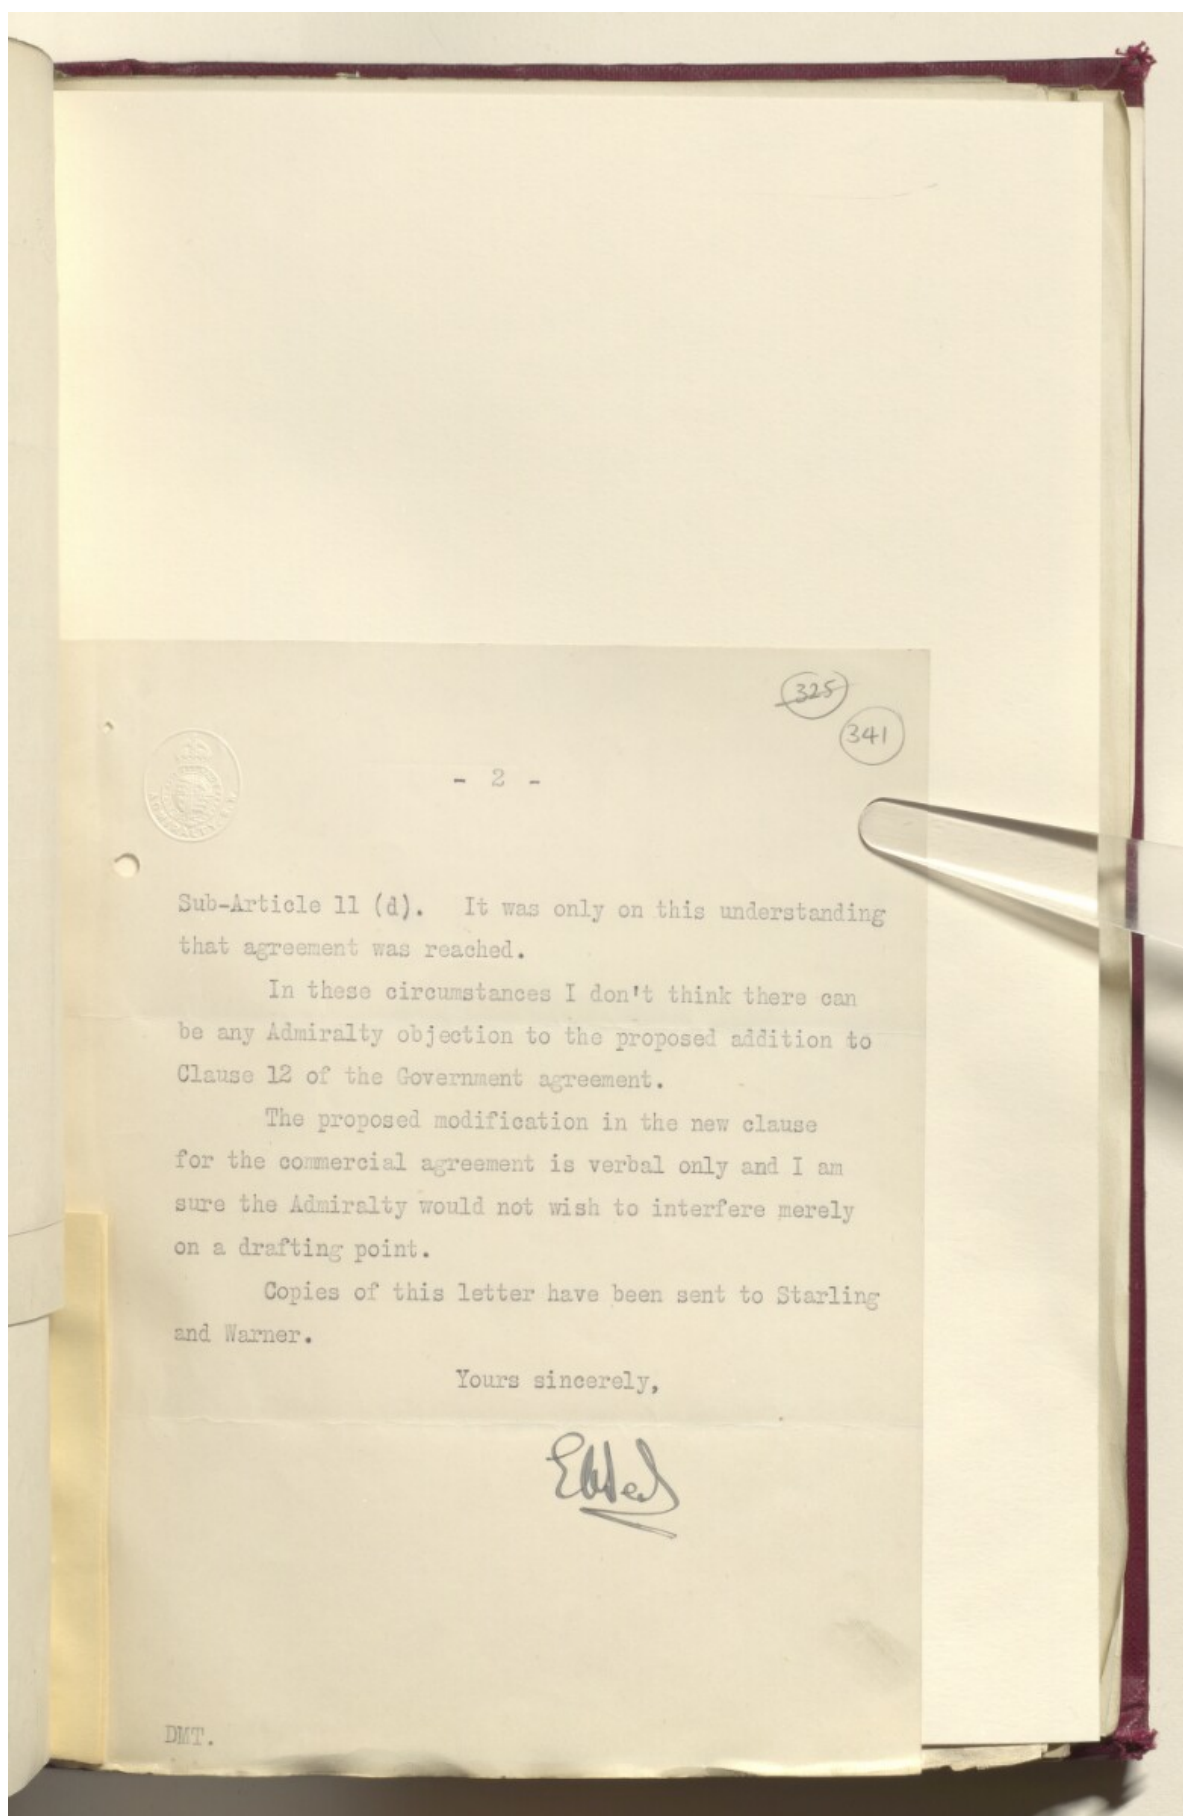 325
341
- 2 -
Sub-Article 11 (d). It was only on this understanding
that agreement was reached.
In these circumstances I don't think there can
be any Admiralty objection to the proposed addition to
Clause 12 of the Government agreement.
The proposed modification in the new clause
for the commercial agreement is verbal only and I am
sure the Admiralty would not wish to interfere merely
on a drafting point.
Copies of this letter have been sent to Starling
and Warner.
Yours sincerely,
DMT.